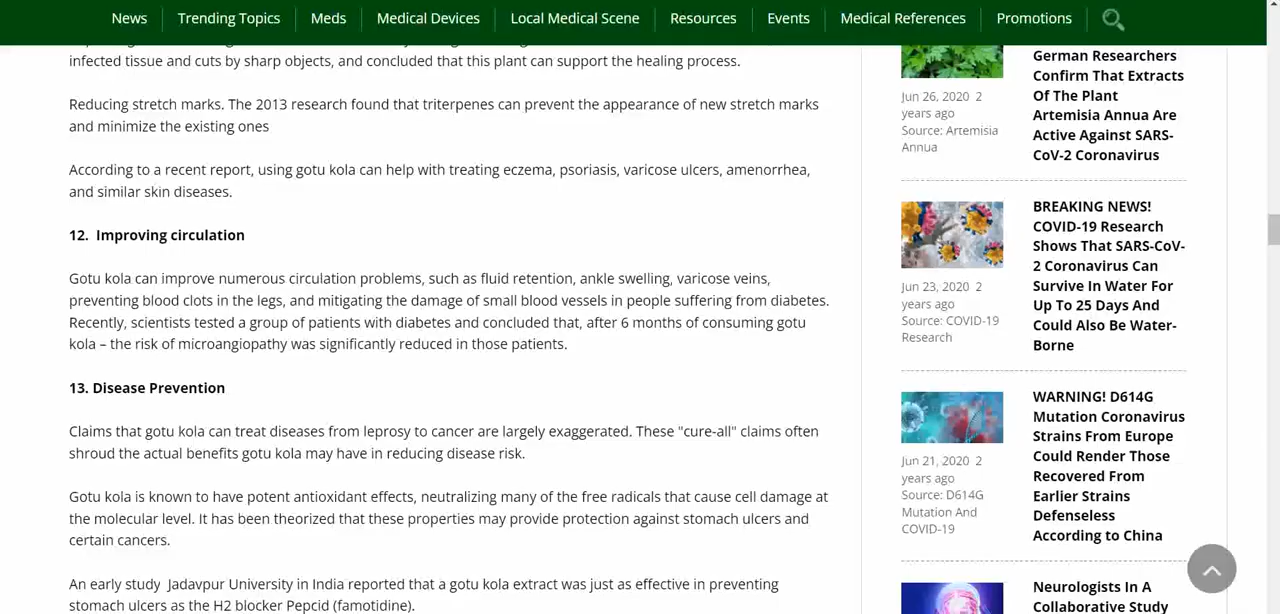 News
Trending Topics
Meds
Medical Devices
Local Medical Scene
Resources
Events
Medical References
Promotions
infected tissue and cuts by sharp objects, and concluded that this plant can support the healing process.
Reducing stretch marks. The 2013 research found that triterpenes can prevent the appearance of new stretch marks
and minimize the existing ones
According to a recent report, using gotu kola can help with treating eczema, psoriasis, varicose ulcers, amenorrhea,
and similar skin diseases.
12.  Improving circulation
Gotu kola can improve numerous circulation problems, such as fluid retention, ankle swelling, varicose veins,
preventing blood clots in the legs, and mitigating the damage of small blood vessels in people suffering from diabetes.
Recently, scientists tested a group of patients with diabetes and concluded that, after 6 months of consuming gotu
kola – the risk of microangiopathy was significantly reduced in those patients.
13. Disease Prevention
Claims that gotu kola can treat diseases from leprosy to cancer are largely exaggerated. These "cure-all" claims often
shroud the actual benefits gotu kola may have in reducing disease risk.
Gotu kola is known to have potent antioxidant effects, neutralizing many of the free radicals that cause cell damage at
the molecular level. It has been theorized that these properties may provide protection against stomach ulcers and
certain cancers.
An early study  Jadavpur University in India reported that a gotu kola extract was just as effective in preventing
stomach ulcers as the H2 blocker Pepcid (famotidine).
German Researchers
Confirm That Extracts
Of The Plant
Artemisia Annua Are
Active Against SARS-
CoV-2 Coronavirus
Jun 26, 2020  2
years ago
Source: Artemisia
Annua
BREAKING NEWS!
COVID-19 Research
Shows That SARS-CoV-
2 Coronavirus Can
Survive In Water For
Up To 25 Days And
Could Also Be Water-
Borne
Jun 23, 2020  2
years ago
Source: COVID-19
Research
WARNING! D614G
Mutation Coronavirus
Strains From Europe
Could Render Those
Recovered From
Earlier Strains
Defenseless
According to China
Jun 21, 2020  2
years ago
Source: D614G
Mutation And
COVID-19
Neurologists In A
Collaborative Study